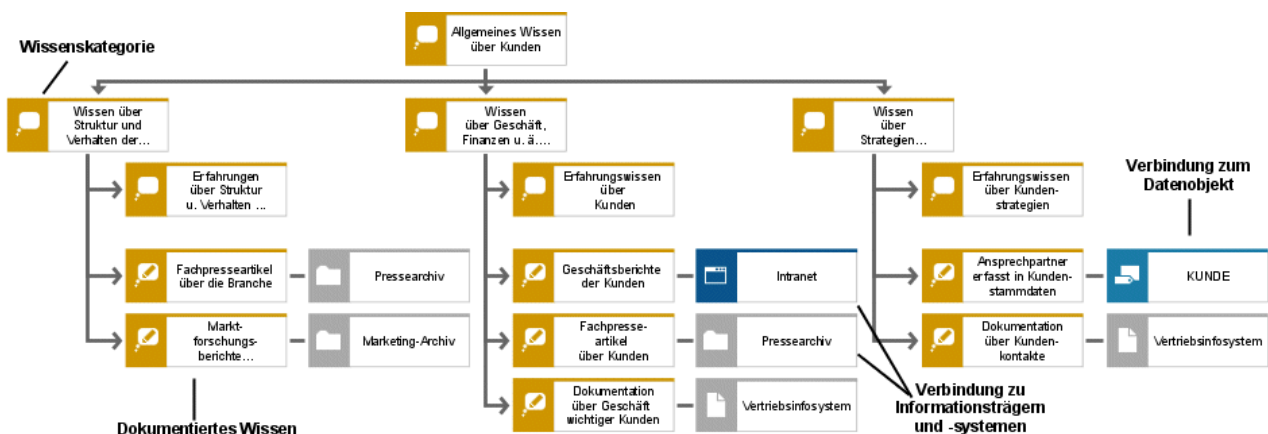 Allgemeines Wissen
über Kunden
Wissenskategorie
Wissen über
Struktur und
Verhalten der...
Wissen
über Geschäft,
Finanzen u. ä....
Wissen
über
Strategien...
Erfahrungen
über Struktur
u. Verhalten ...
Erfahrungswissen
über
Kunden
Erfahrungswissen
über Kunden-
strategien
Verbindung zum
Datenobjekt
Fachpresseartikel
über die Branche
Pressearchiv
Geschäftsberichte
der Kunden
Intranet
Ansprechpartner
erfasst in Kunden-
stammdaten
KUNDE
Markt-
forschungs-
berichte...
Marketing-Archiv
Fachpresse-
artikel
über Kunden
Pressearchiv
Dokumentation
über Kunden-
kontakte
Vertriebsinfosystem
Dokumentation
über Geschäft
wichtiger Kunden
Vertriebsinfosystem
Verbindung zu
Informationsträgern
und -systemen
Dokumentiertes Wissen